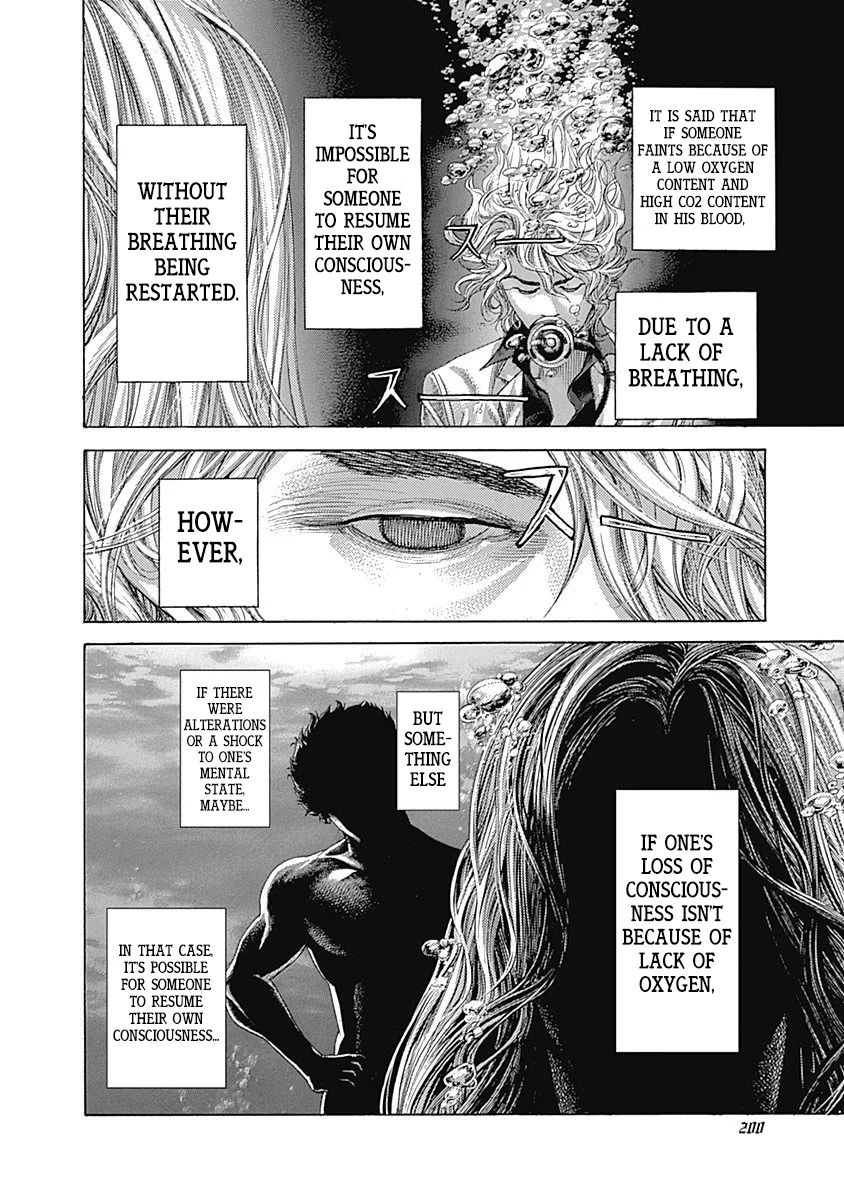 IT IS SAID THAT
IF SOMEONE
FAINTS BECAUSE OF
A LOW OXYGEN
CONTENT AND
HIGH CO2 CONTENT
IN HIS BLOOD,
DUE TO A
LACK OF
BREATHING,
IT'S
IMPOSSIBLE
FOR
SOMEONE
TO RESUME
THEIR OWN
CONSCIOUS-
NESS,
WITHOUT
THEIR
BREATHING
BEING
RESTARTED.
スー
スー
HOW-
EVER,
スー
IF ONE'S
LOSS OF
CONSCIOUS-
NESS ISN'T
BECAUSE OF
LACK OF
OXYGEN,
BUT
SOME-
THING
ELSE
IF THERE
WERE
ALTERATIONS
OR A SHOCK
TO ONE'S
MENTAL
STATE,
MAYBE...
IN THAT CASE,
IT'S POSSIBLE
FOR SOMEONE
TO RESUME
THEIR OWN
CONSCIOUSNESS...
200